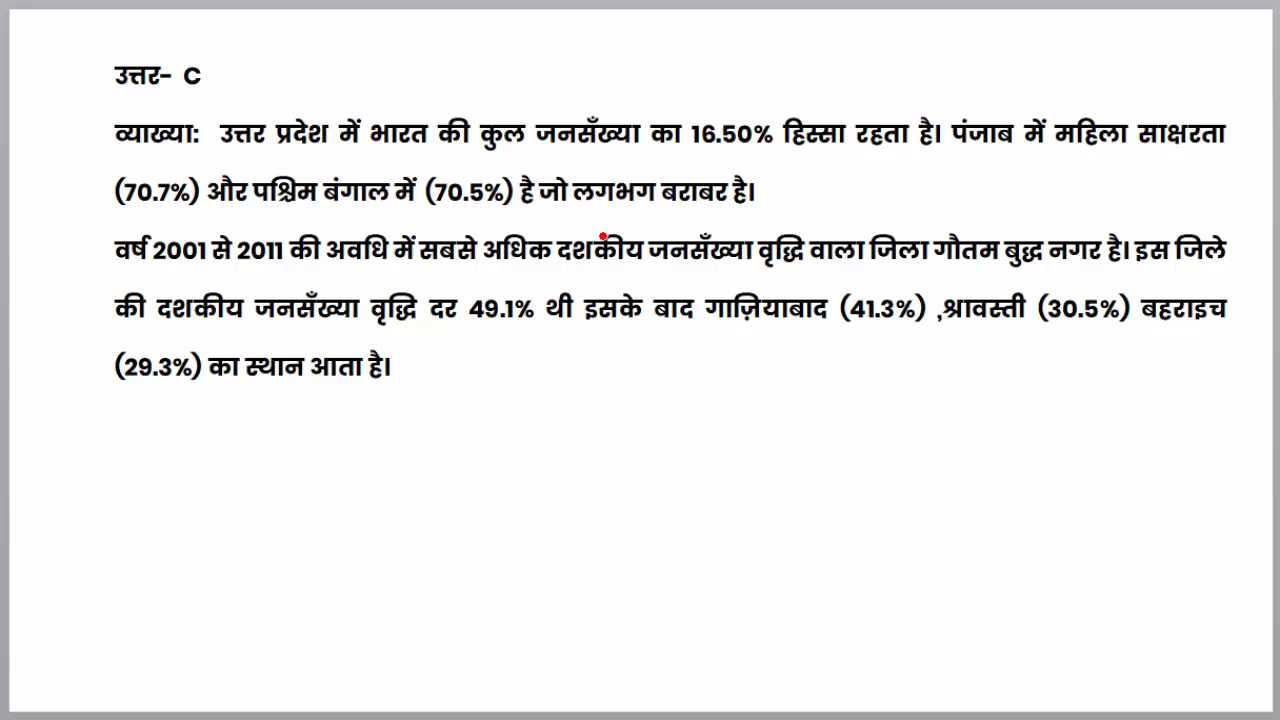 उत्तर- C
व्याख्या: उत्तर प्रदेश में भारत की कुल जनसँख्या का 16.50% हिस्सा रहता है। पंजाब में महिला साक्षरता
(70.7%) और पश्चिम बंगाल में (70.5%) है जो लगभग बराबर है।
वर्ष 2001 से 2011 की अवधि में सबसे अधिक दशकीय जनसँख्या वृद्धि वाला जिला गौतम बुद्ध नगर है। इस जिले
की दशकीय जनसँख्या वृद्धि दर 49.1% थी इसके बाद गाज़ियाबाद (41.3%) ,श्रावस्ती (30.5%) बहराइच
(29.3%) का स्थान आता है।